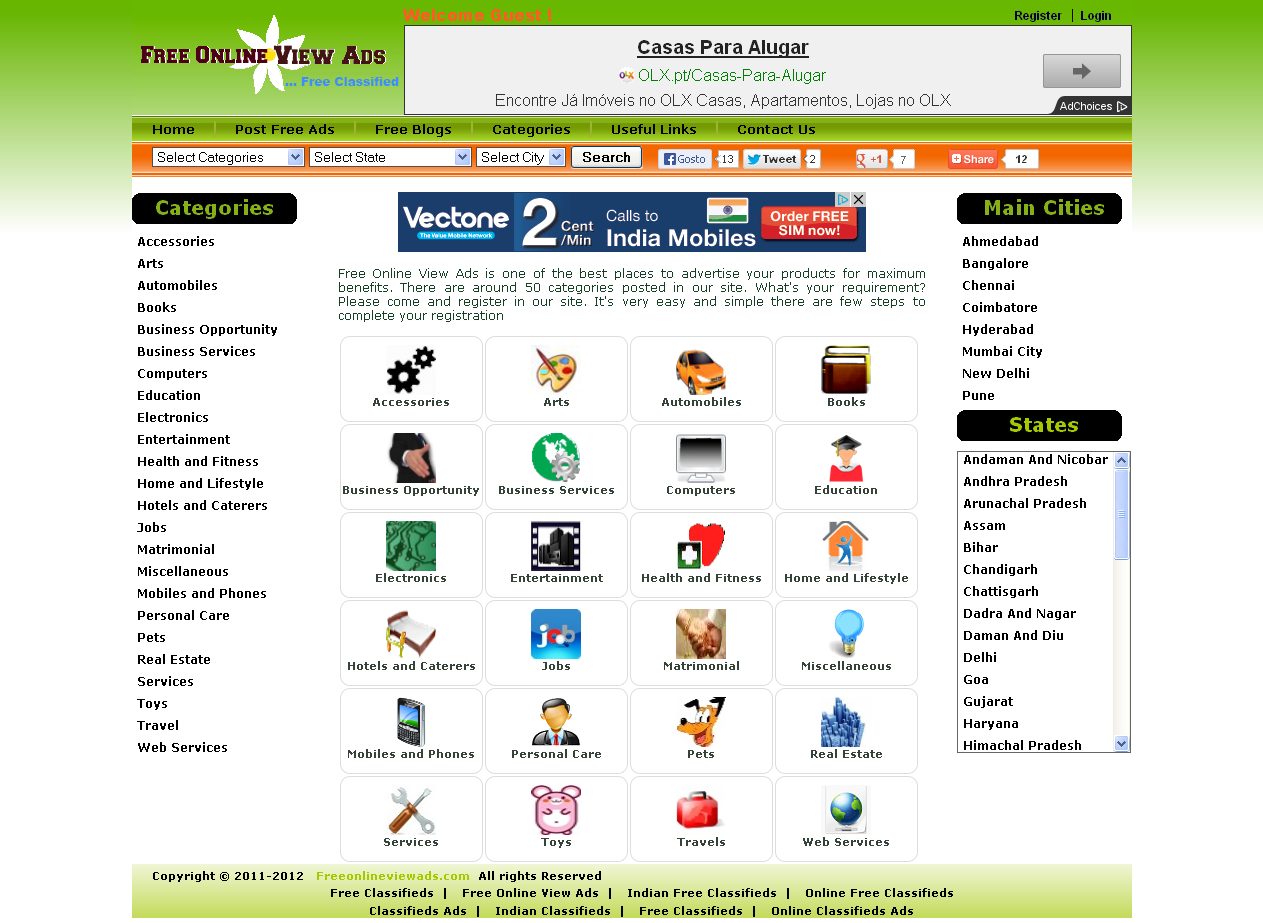 Welcome Guest !
Register | Login
Free Online View Ads
... Free Classified
Casas Para Alugar
OLX OLX.pt/Casas-Para-Alugar
Encontre Já Imóveis no OLX Casas, Apartamentos, Lojas no OLX
AdChoices
Home Post Free Ads Free Blogs Categories Useful Links Contact Us
Select Categories Select State Select City Search Gosto 13 Tweet 2 g +1 7 Share 12
Categories
Accessories
Arts
Automobiles
Books
Business Opportunity
Business Services
Computers
Education
Electronics
Entertainment
Health and Fitness
Home and Lifestyle
Hotels and Caterers
Jobs
Matrimonial
Miscellaneous
Mobiles and Phones
Personal Care
Pets
Real Estate
Services
Toys
Travel
Web Services
Vectone
The Value Mobile Network
2 Cent /Min
Calls to
India Mobiles
Order FREE
SIM now!
Free Online View Ads is one of the best places to advertise your products for maximum
benefits. There are around 50 categories posted in our site. What's your requirement?
Please come and register in our site. It's very easy and simple there are few steps to
complete your registration
Accessories Arts Automobiles Books
Business Opportunity Business Services Computers Education
Electronics Entertainment Health and Fitness Home and Lifestyle
job
Hotels and Caterers Jobs Matrimonial Miscellaneous
Mobiles and Phones Personal Care Pets Real Estate
Services Toys Travels Web Services
Main Cities
Ahmedabad
Bangalore
Chennai
Coimbatore
Hyderabad
Mumbai City
New Delhi
Pune
States
Andaman And Nicobar
Andhra Pradesh
Arunachal Pradesh
Assam
Bihar
Chandigarh
Chattisgarh
Dadra And Nagar
Daman And Diu
Delhi
Goa
Gujarat
Haryana
Himachal Pradesh
Copyright © 2011-2012 Freeonlineviewads.com All rights Reserved
Free Classifieds | Free Online View Ads | Indian Free Classifieds | Online Free Classifieds
Classifieds Ads | Indian Classifieds | Free Classifieds | Online Classifieds Ads